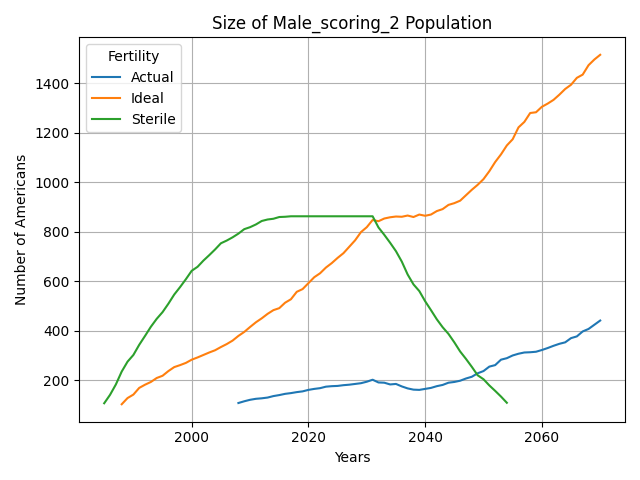 Size of Male_scoring_2 Population
Fertility
Actual
Ideal
Sterile
Number of Americans
1400
1200
1000
800
600
400
200
2000
2020
2040
2060
Years